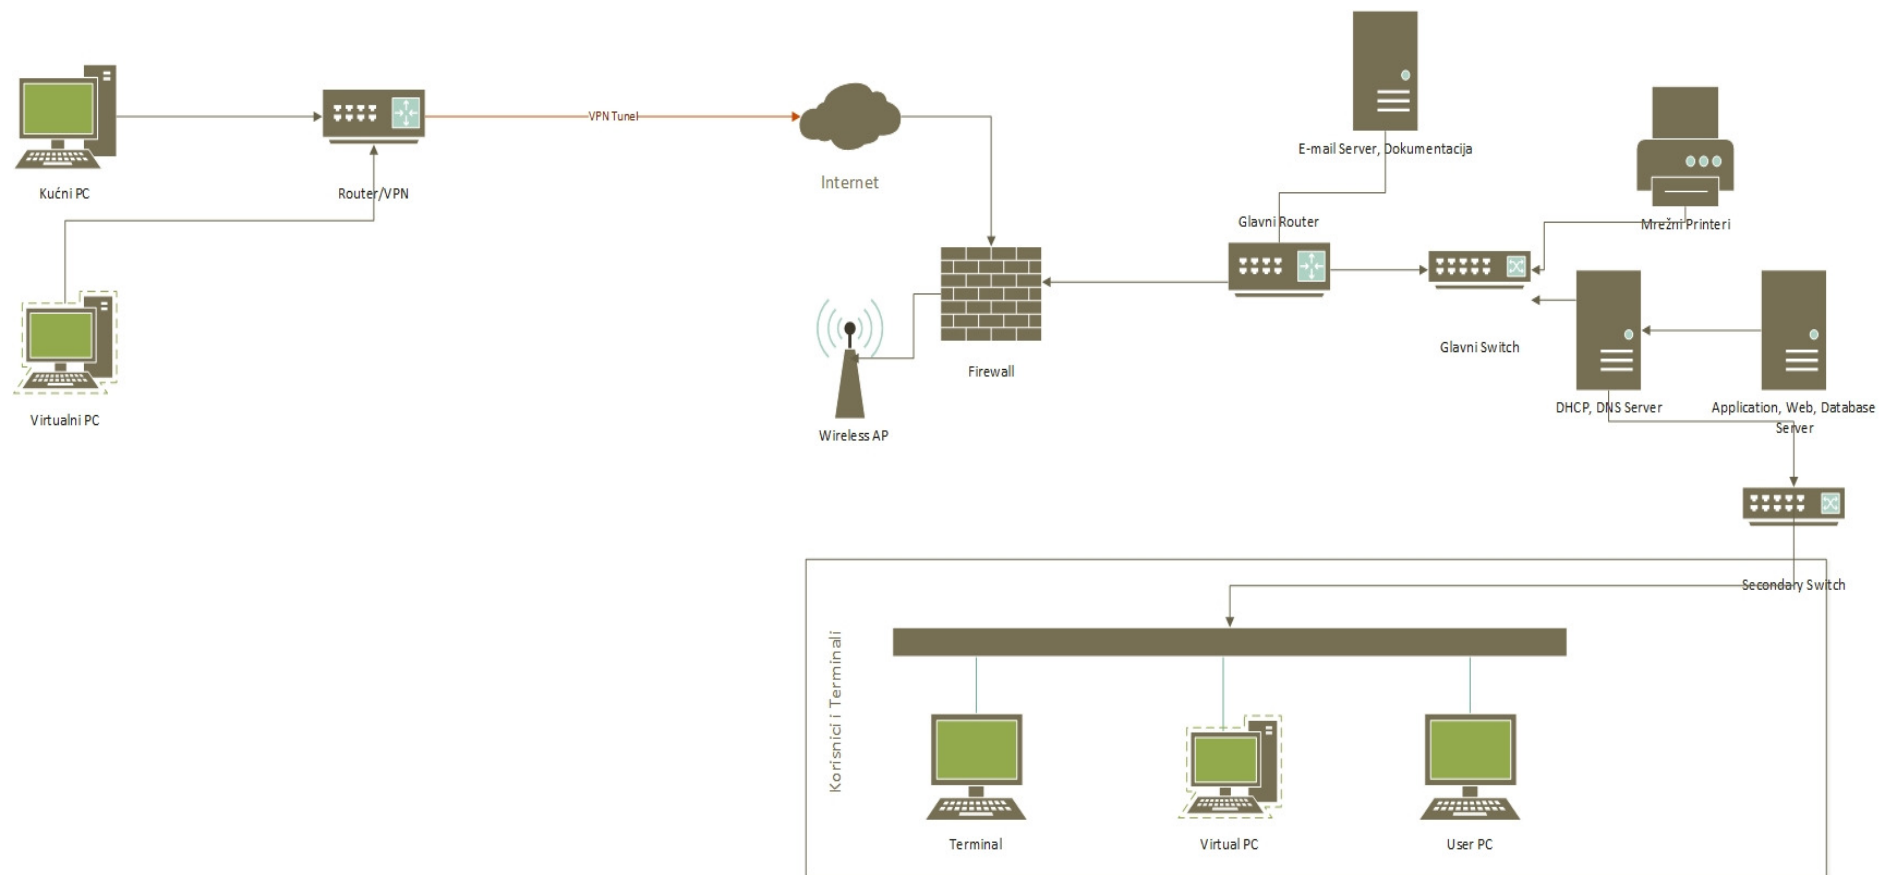 E-mail Server, Dokumentacija
VPN Tunel
Kućni PC
Router/VPN
Internet
Glavni Router
Mrežni Printeri
Glavni Switch
Firewall
Virtualni PC
Wireless AP
DHCP, DNS Server
Application, Web, Database
Server
Secondary Switch
Korisnici i Terminali
Terminal
Virtual PC
User PC